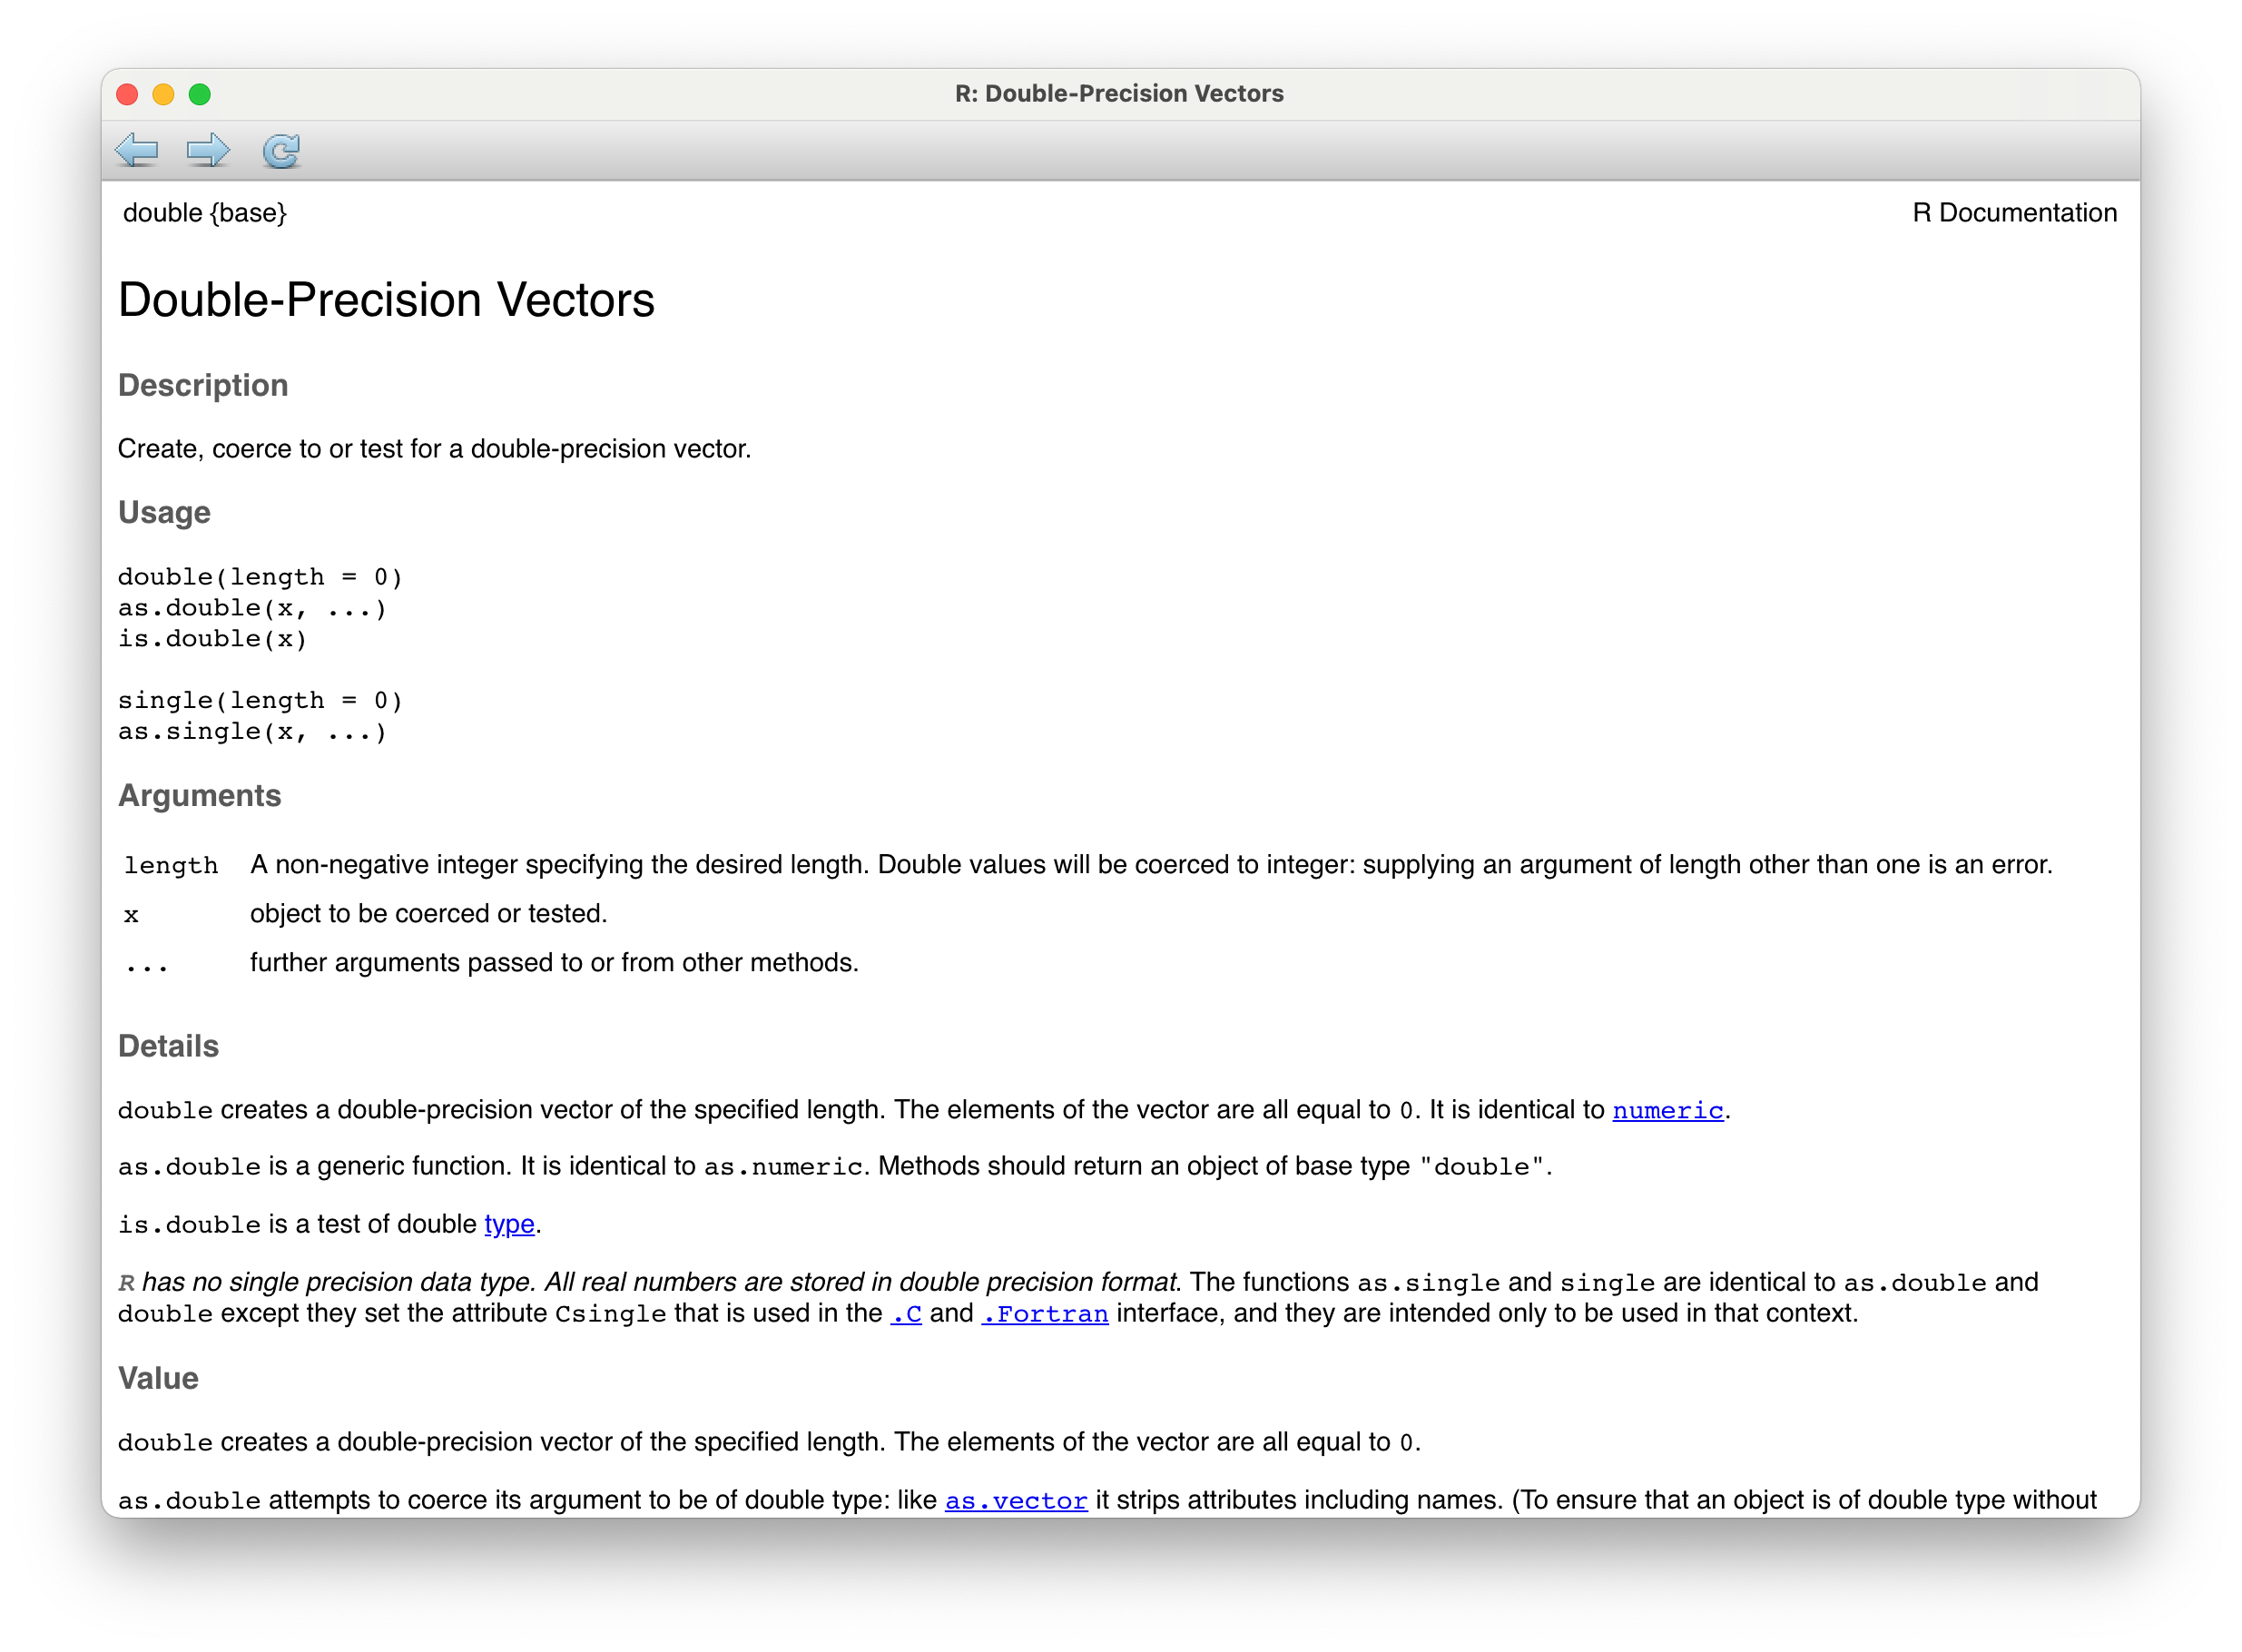 R: Double-Precision Vectors
double {base} R Documentation
Double-Precision Vectors
Description
Create, coerce to or test for a double-precision vector.
Usage
double(length = 0)
as.double(x, ...)
is.double(x)
single(length = 0)
as.single(x, ...)
Arguments
length A non-negative integer specifying the desired length. Double values will be coerced to integer: supplying an argument of length other than one is an error.
x object to be coerced or tested.
... further arguments passed to or from other methods.
Details
double creates a double-precision vector of the specified length. The elements of the vector are all equal to 0. It is identical to numeric.
as.double is a generic function. It is identical to as.numeric. Methods should return an object of base type "double".
is.double is a test of double type.
R has no single precision data type. All real numbers are stored in double precision format. The functions as.single and single are identical to as.double and
double except they set the attribute Csingle that is used in the .C and .Fortran interface, and they are intended only to be used in that context.
Value
double creates a double-precision vector of the specified length. The elements of the vector are all equal to 0.
as.double attempts to coerce its argument to be of double type: like as.vector it strips attributes including names. (To ensure that an object is of double type without